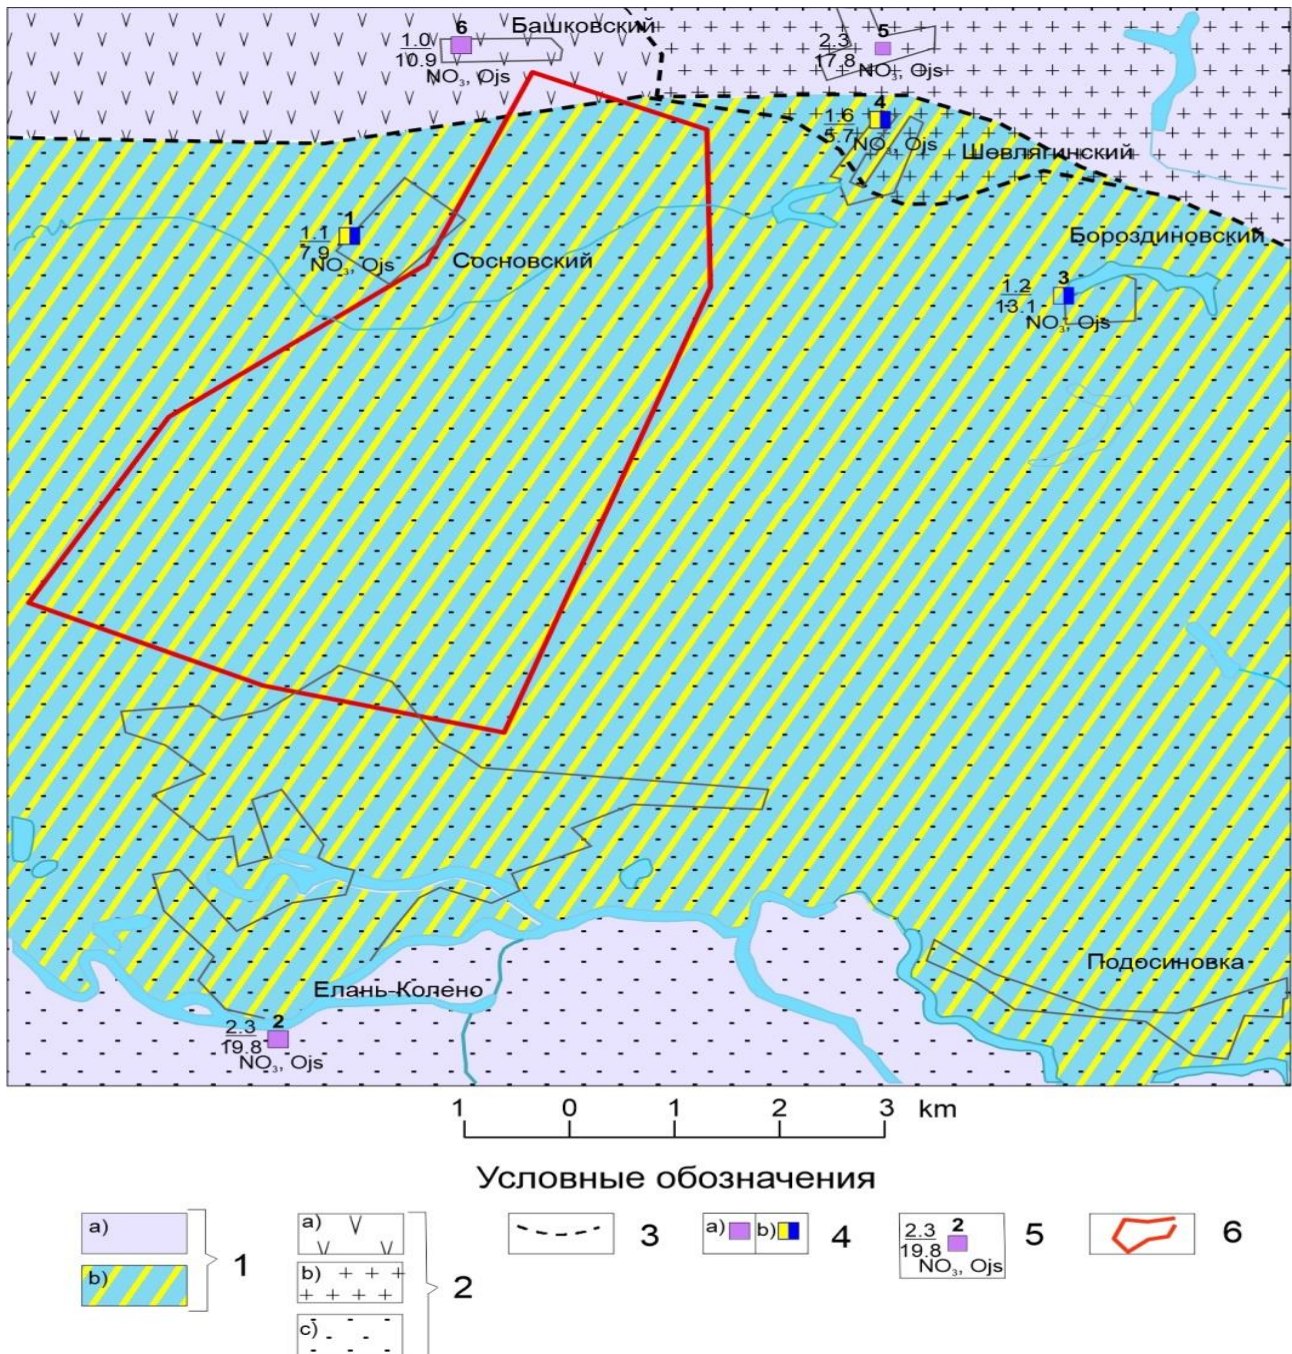 Башковский
6
1.0
10.9
NO₃, Ojs
5
2.3
17.8
NO₃, Ojs
4
1.6
5.7
NO₃, Ojs
Шевлягинский
1
1.1
7.9
NO₃, Ojs
Сосновский
Бороздиновский
3
1.2
13.1
NO₃, Ojs
Подосиновка
Елань-Колено
2
2.3
19.8
NO₃, Ojs
1 0 1 2 3 km
Условные обозначения
a)
b)
1
a)
b)
c)
2
3
a) b)
4
2.3
19.8
2
NO₃, Ojs
5
6